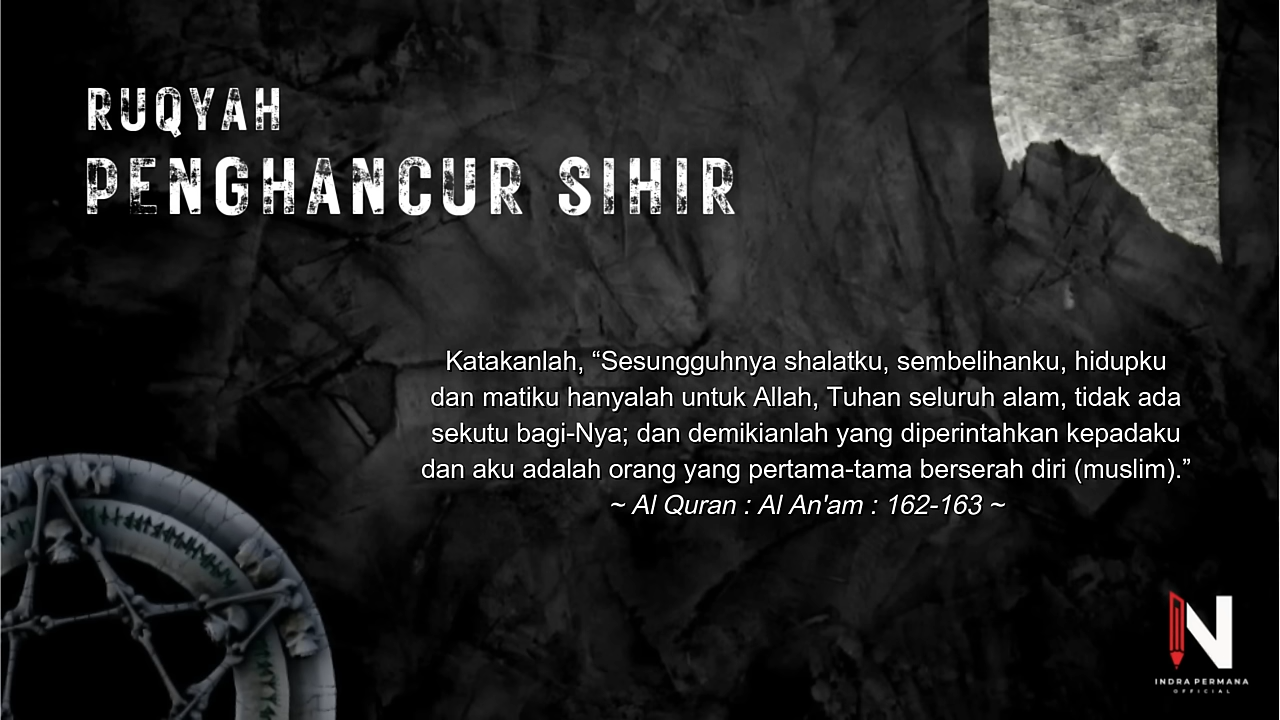 RUQYAH
PENGHANCUR SIHIR
Katakanlah, “Sesungguhnya shalatku, sembelihanku, hidupku
dan matiku hanyalah untuk Allah, Tuhan seluruh alam, tidak ada
sekutu bagi-Nya; dan demikianlah yang diperintahkan kepadaku
dan aku adalah orang yang pertama-tama berserah diri (muslim).”
~ Al Quran : Al An'am : 162-163 ~
INDRA PERMANA
OFFICIAL